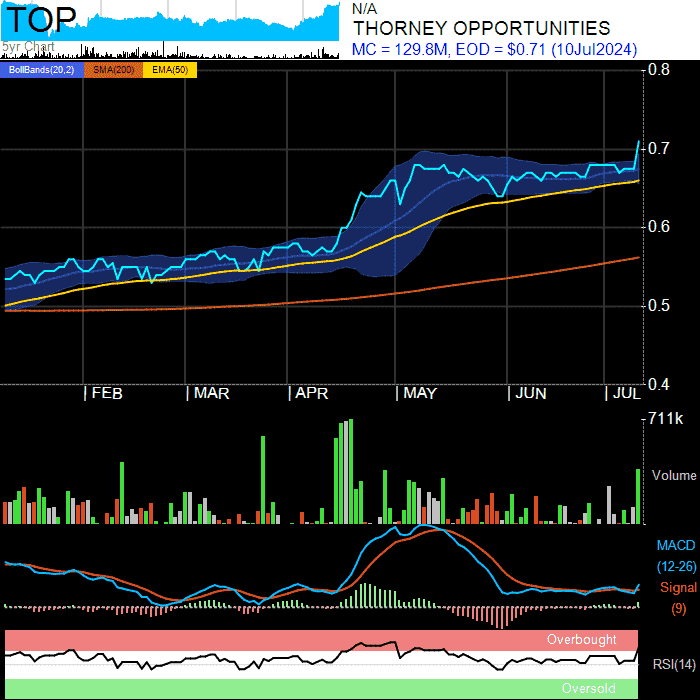 TOP
5yr Chart
N/A
THORNEY OPPORTUNITIES
MC = 129.8M, EOD = $0.71 (10Jul2024)
BollBands(20,2) SMA(200) EMA(50)
0.8
0.7
0.6
0.5
0.4
FEB MAR APR MAY JUN JUL
711k
Volume
MACD
(12-26)
Signal
(9)
Overbought
RSI(14)
Oversold